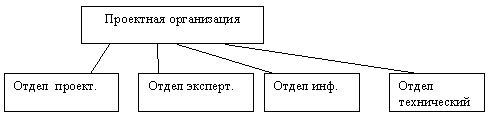 Проектная организация
Отдел проект.
Отдел эксперт.
Отдел инф.
Отдел
технический